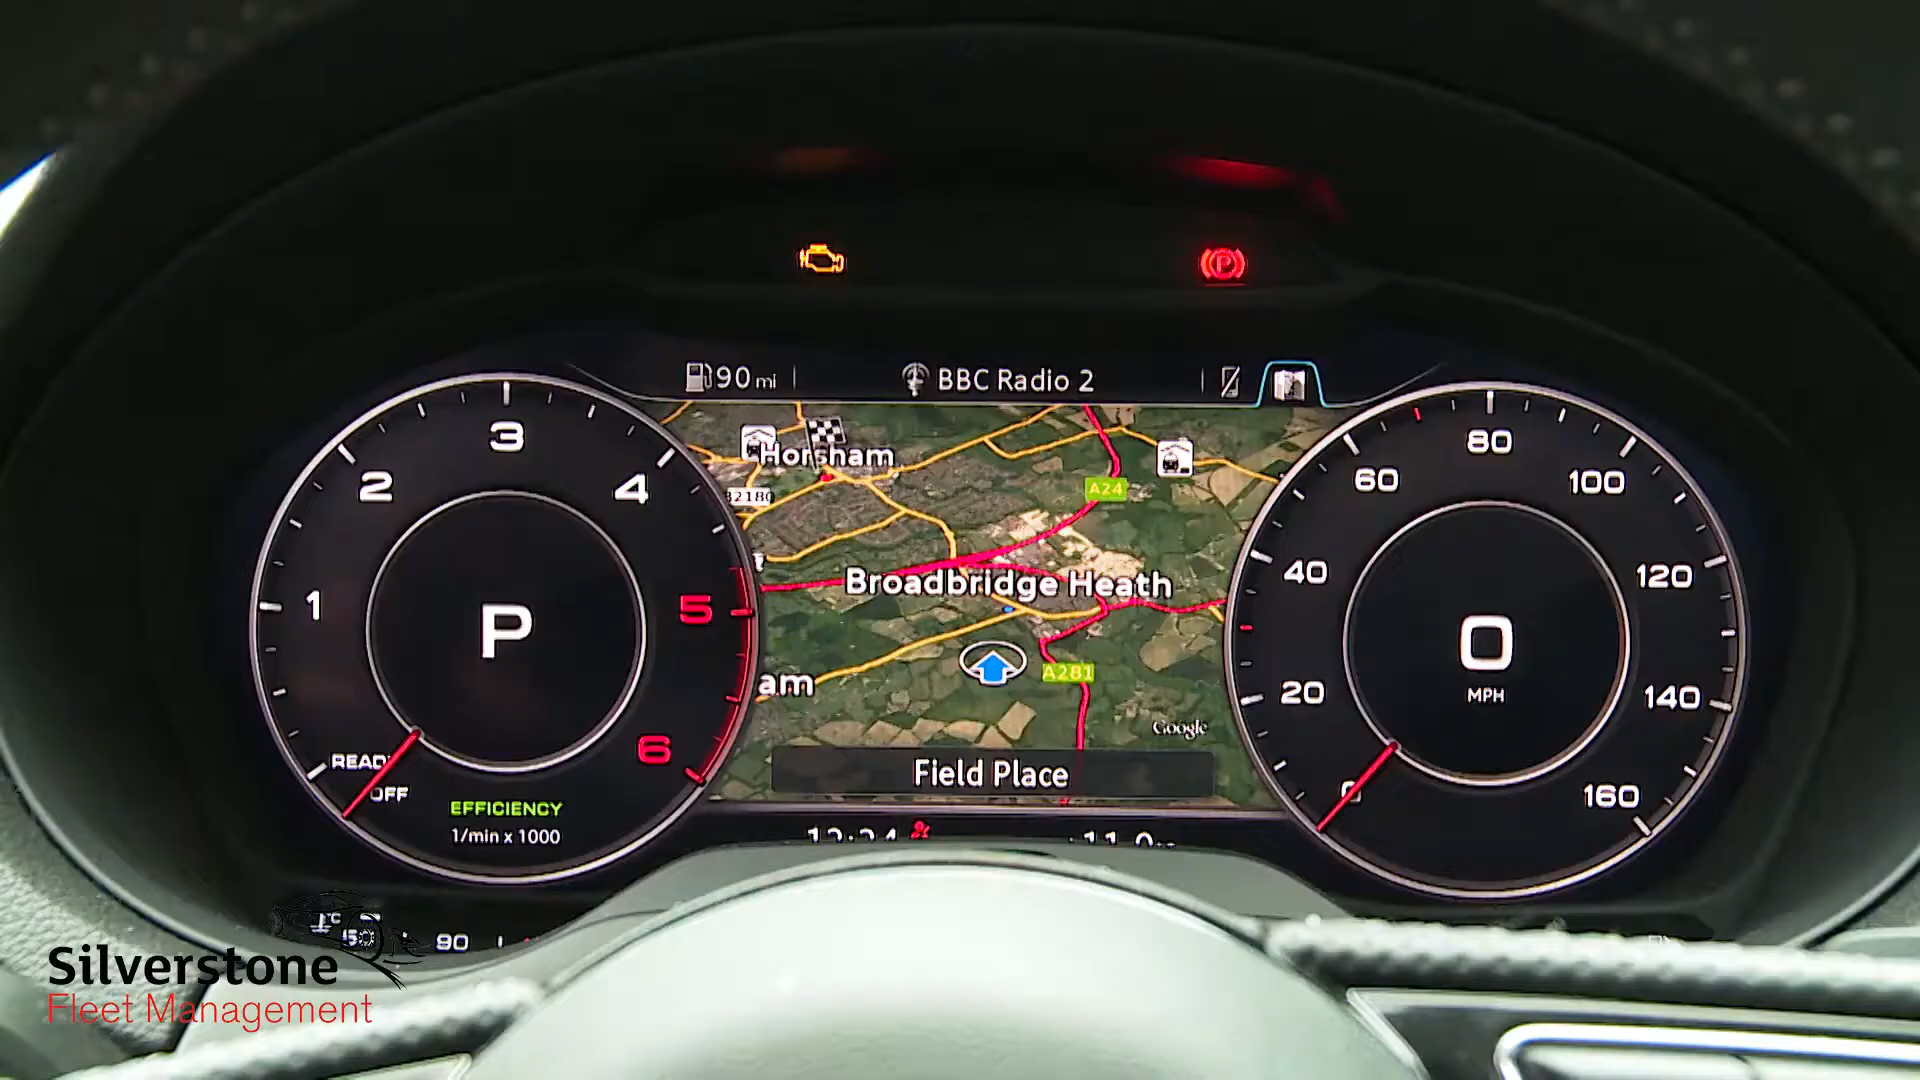 90 mi
BBC Radio 2
Horsham
A24
Broadbridge Heath
am
A281
Google
Field Place
1
2
3
4
5
6
P
READY
OFF
EFFICIENCY
1/min x 1000
0
20
40
60
80
100
120
140
160
0
MPH
P
90
Silverstone
Fleet Management